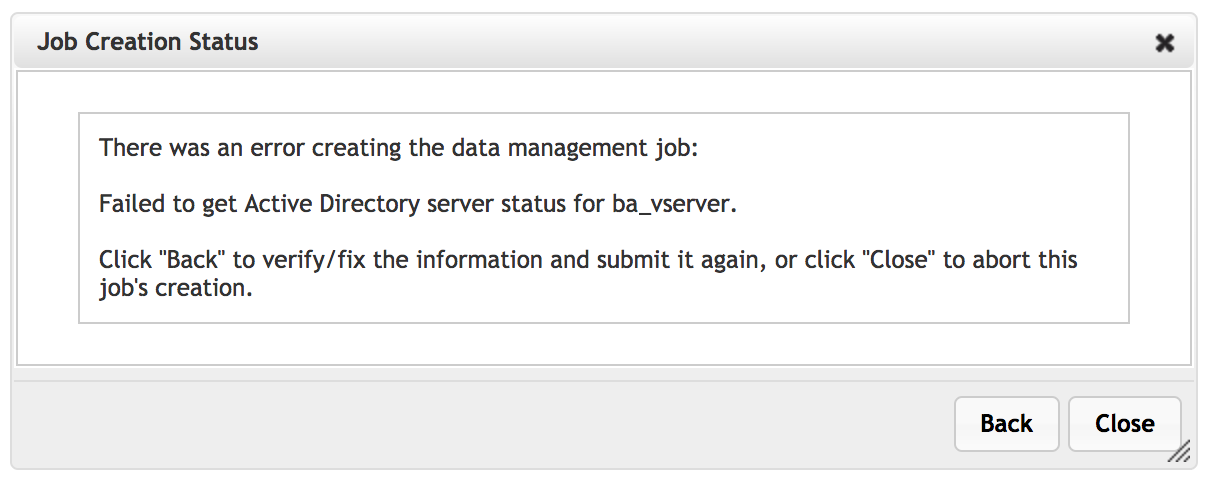 Job Creation Status
There was an error creating the data management job:
Failed to get Active Directory server status for ba_vserver.
Click "Back" to verify/fix the information and submit it again, or click "Close" to abort this
job's creation.
Back
Close